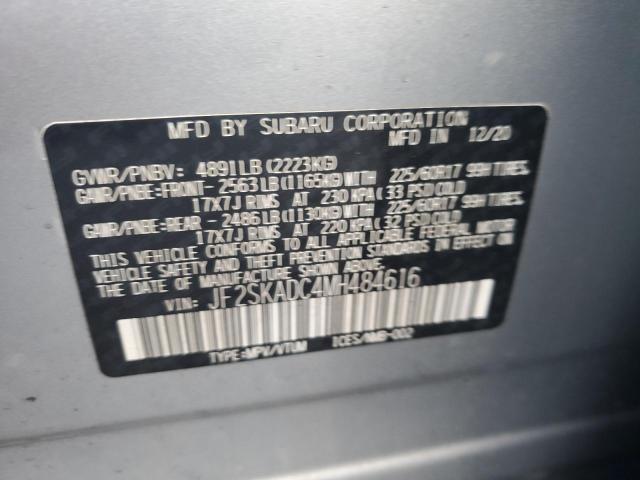 MFD BY SUBARU CORPORATION
MFD IN 12/20
GVWR/PNBV: 4891LB(2223KG)
GAWR/PNBE:FRONT- 2563LB(1165KG)WITH 225/60R17 99H TIRES,
17X7J RIMS AT 230 KPA(33 PSI)COLD
GAWR/PNBE:REAR- 2486LB(1130KG)WITH 225/60R17 99H TIRES,
17X7J RIMS AT 220 KPA(32 PSI)COLD
THIS VEHICLE CONFORMS TO ALL APPLICABLE FEDERAL MOTOR
VEHICLE SAFETY AND THEFT PREVENTION STANDARDS IN EFFECT ON
THE DATE OF MANUFACTURE SHOWN ABOVE.
VIN: JF2SKADC4MH484616
TYPE:MPV/VTUM ICES/NMB-002